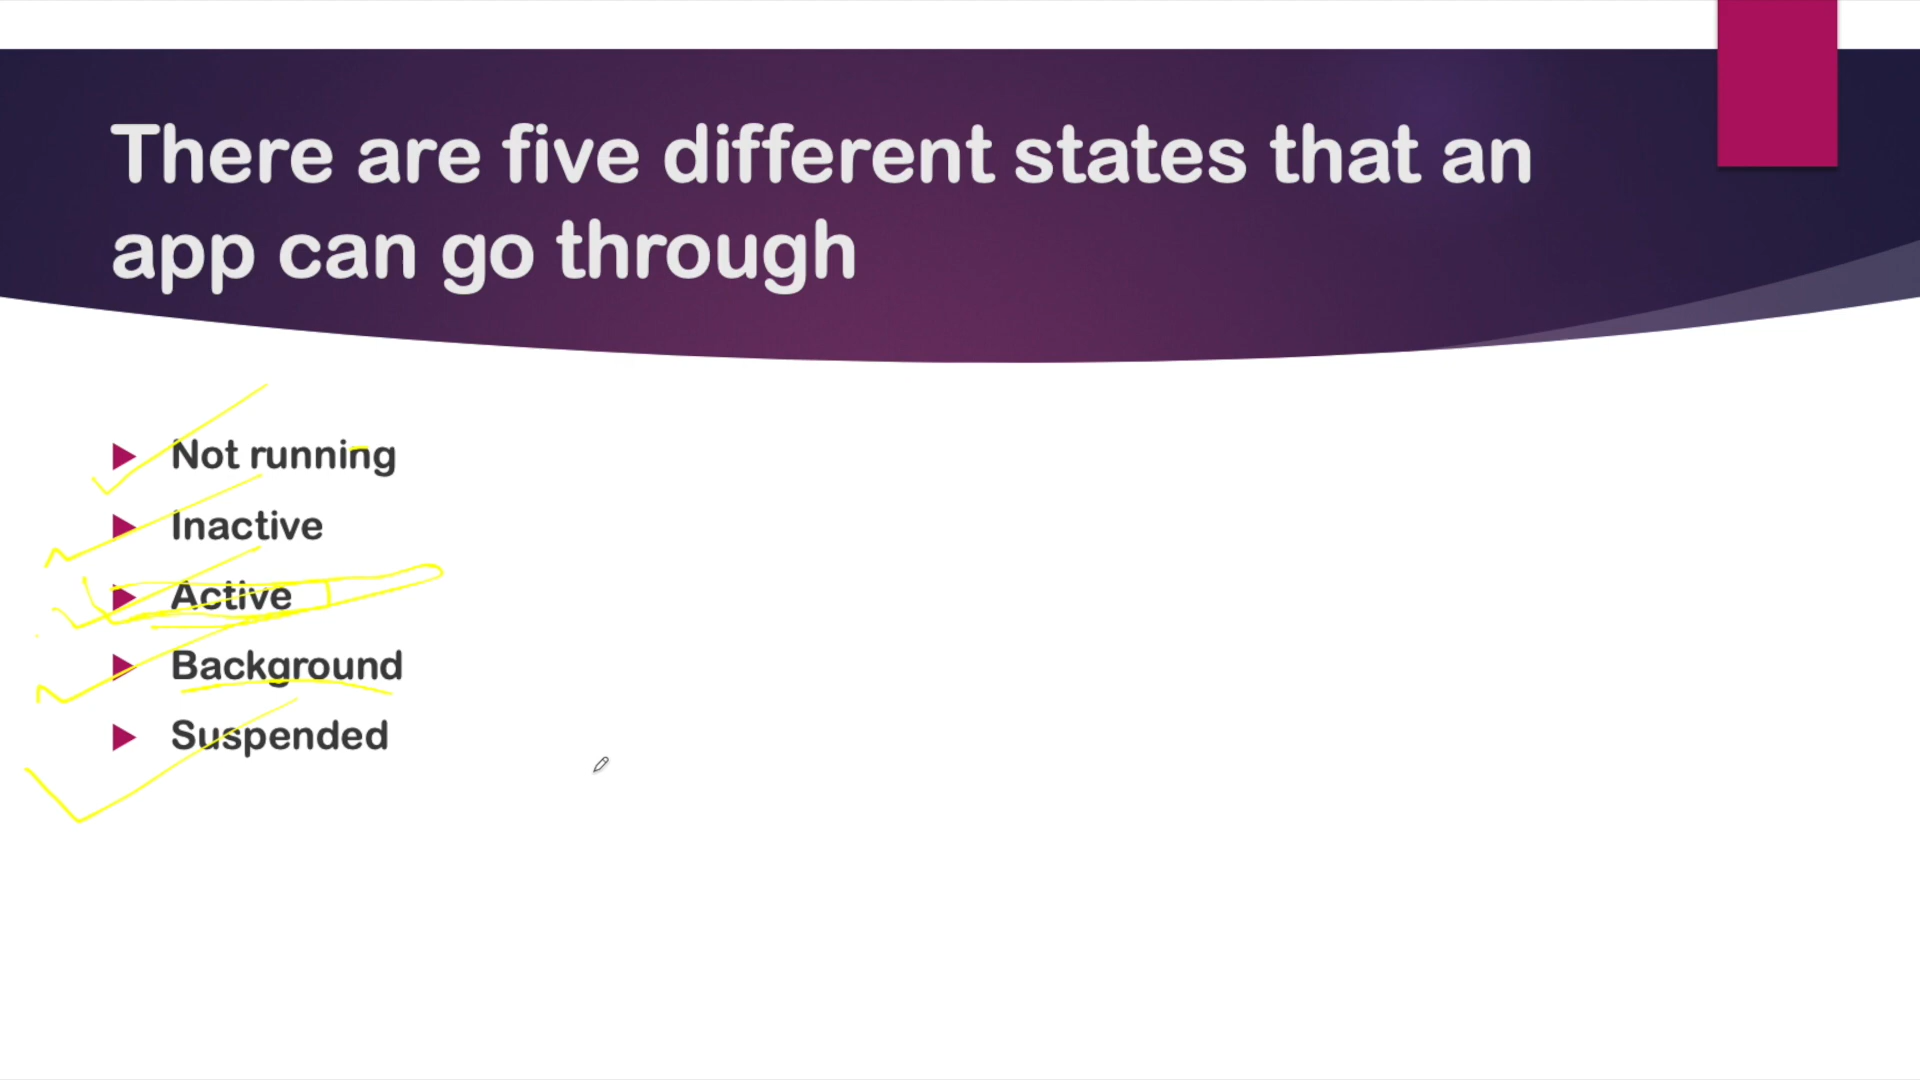 There are five different states that an
app can go through
Not running
Inactive
Active
Background
Suspended